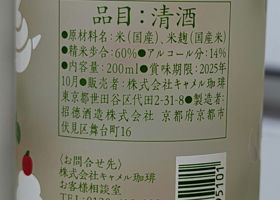 品目:清酒
●原材料名:米(国産)、米麹(国産米)
●精米歩合:60%●アルコール分:14%
●内容量:200ml●賞味期限:2025年
10月●販売者:株式会社キャメル珈琲
東京都世田谷区代田2-31-8●製造者:
招德酒造株式会社 京都府京都市
伏見区舞台町16
(お問合せ先)
株式会社キャメル珈琲
お客様相談室